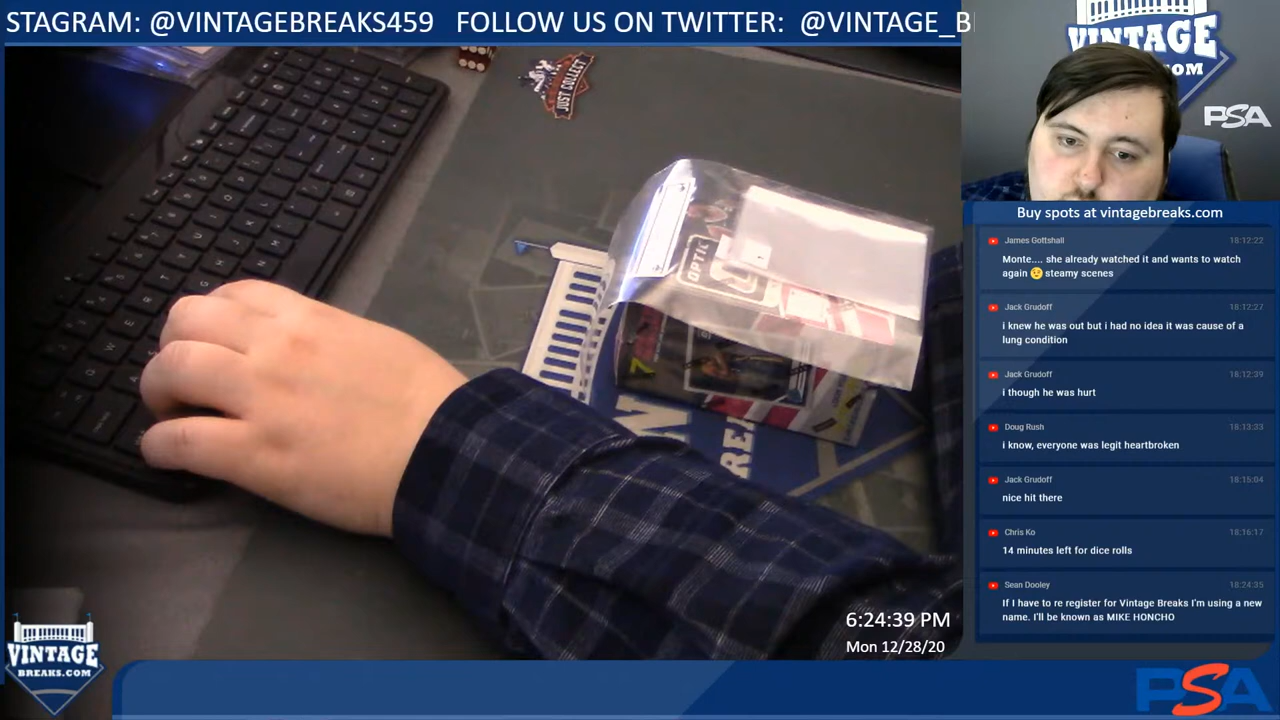 STAGRAM: @VINTAGEBREAKS459 FOLLOW US ON TWITTER: @VINTAGE_B
VINTAGE
.COM
PSA
JUST COLLECT
OPTIC
7
N
REA
Buy spots at vintagebreaks.com
James Gottshall 18:12:22
Monte.... she already watched it and wants to watch
again 😯 steamy scenes
Jack Grudoff 18:12:27
i knew he was out but i had no idea it was cause of a
lung condition
Jack Grudoff 18:12:39
i though he was hurt
Doug Rush 18:13:33
i know, everyone was legit heartbroken
Jack Grudoff 18:15:04
nice hit there
Chris Ko 18:16:17
14 minutes left for dice rolls
Sean Dooley 18:24:35
If I have to re register for Vintage Breaks I'm using a new
name. I'll be known as MIKE HONCHO
6:24:39 PM
Mon 12/28/20
VINTAGE
BREAKS.COM
PSA